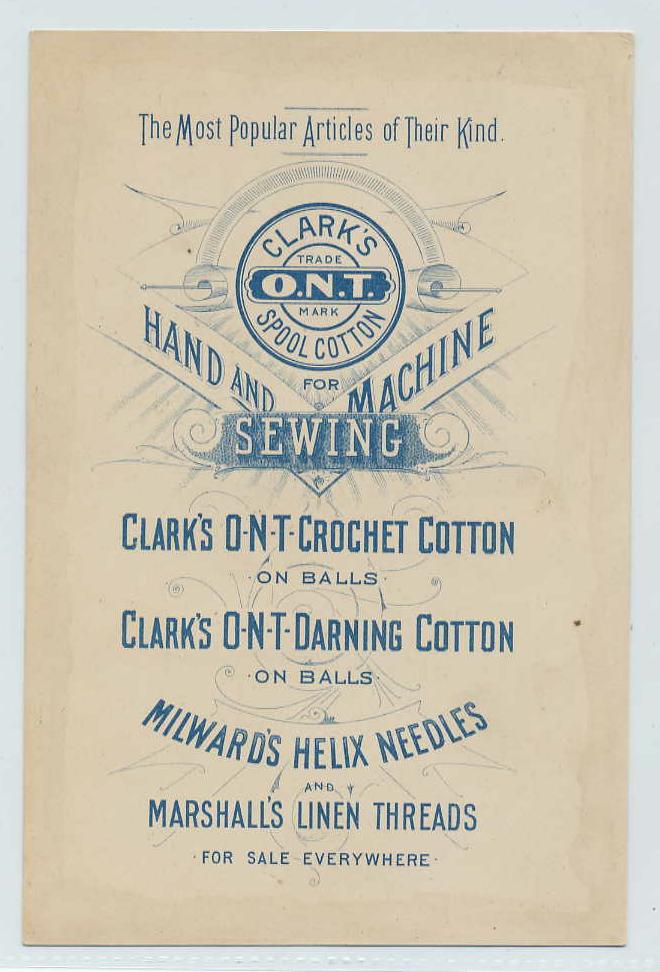 The Most Popular Articles of Their Kind.
CLARK'S
TRADE
O.N.T.
MARK
SPOOL COTTON
HAND AND
FOR
MACHINE
SEWING
CLARK'S O-N-T-CROCHET COTTON
·ON BALLS·
CLARK'S O-N-T-DARNING COTTON
·ON BALLS·
MILWARD'S HELIX NEEDLES
AND
MARSHALL'S LINEN THREADS
·FOR SALE EVERYWHERE·